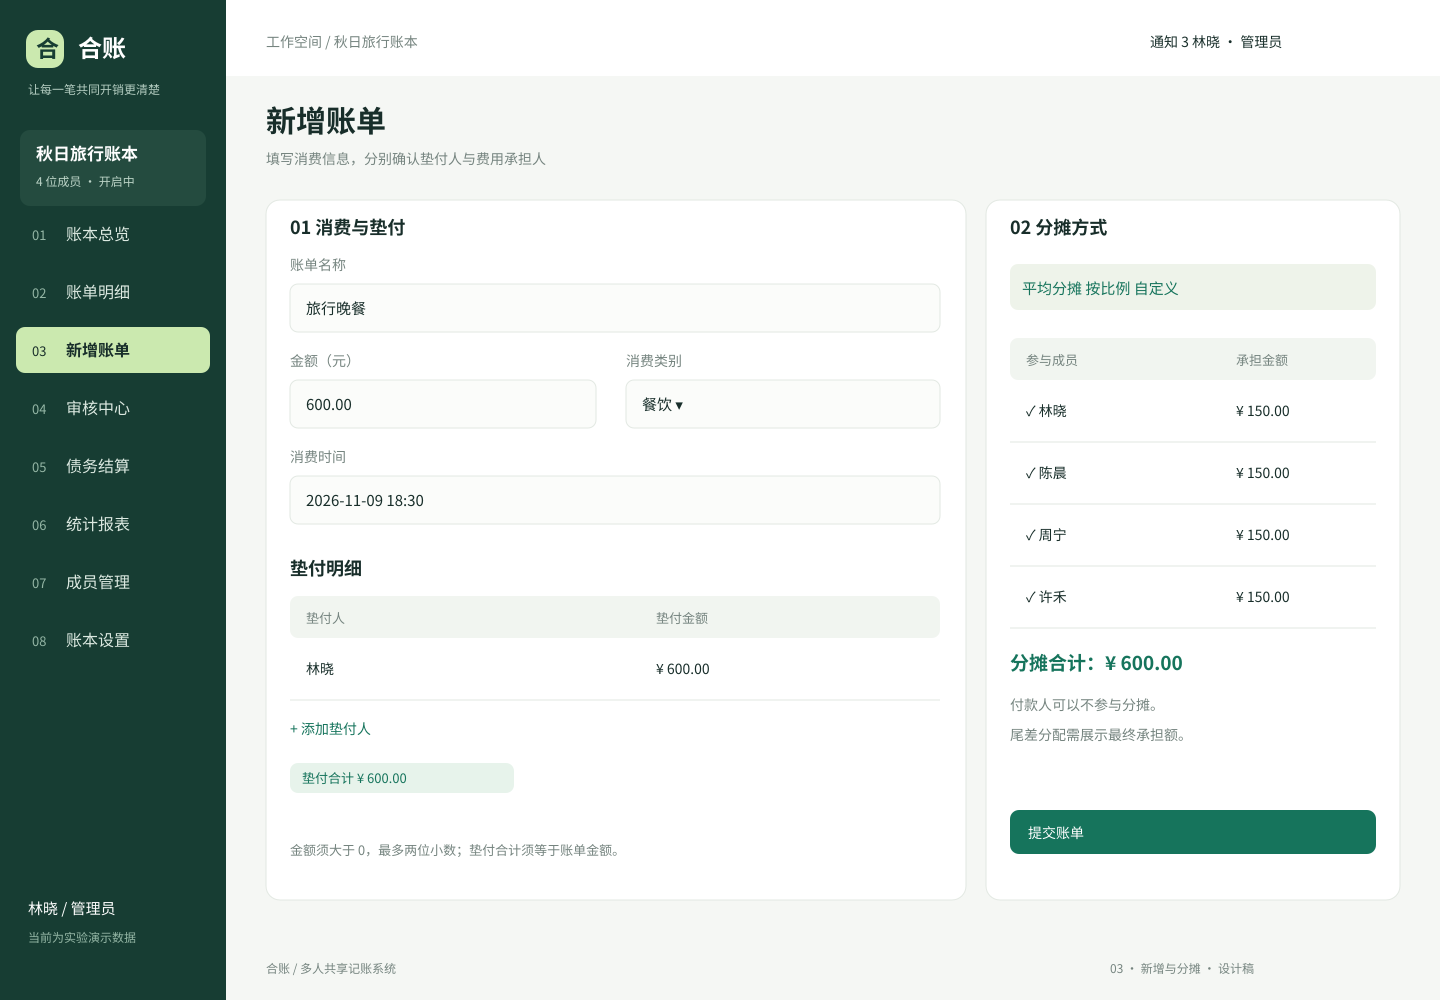 合 合账
让每一笔共同开销更清楚
秋日旅行账本
4 位成员 · 开启中
01 账本总览
02 账单明细
03 新增账单
04 审核中心
05 债务结算
06 统计报表
07 成员管理
08 账本设置
林晓 / 管理员
当前为实验演示数据
工作空间 / 秋日旅行账本
通知 3 林晓 · 管理员
新增账单
填写消费信息，分别确认垫付人与费用承担人
01 消费与垫付
账单名称
旅行晚餐
金额（元） 消费类别
600.00 餐饮 ▾
消费时间
2026-11-09 18:30
垫付明细
垫付人 垫付金额
林晓 ¥ 600.00
+ 添加垫付人
垫付合计 ¥ 600.00
金额须大于 0，最多两位小数；垫付合计须等于账单金额。
02 分摊方式
平均分摊 按比例 自定义
参与成员 承担金额
✓ 林晓 ¥ 150.00
✓ 陈晨 ¥ 150.00
✓ 周宁 ¥ 150.00
✓ 许禾 ¥ 150.00
分摊合计：¥ 600.00
付款人可以不参与分摊。
尾差分配需展示最终承担额。
提交账单
合账 / 多人共享记账系统
03 · 新增与分摊 · 设计稿